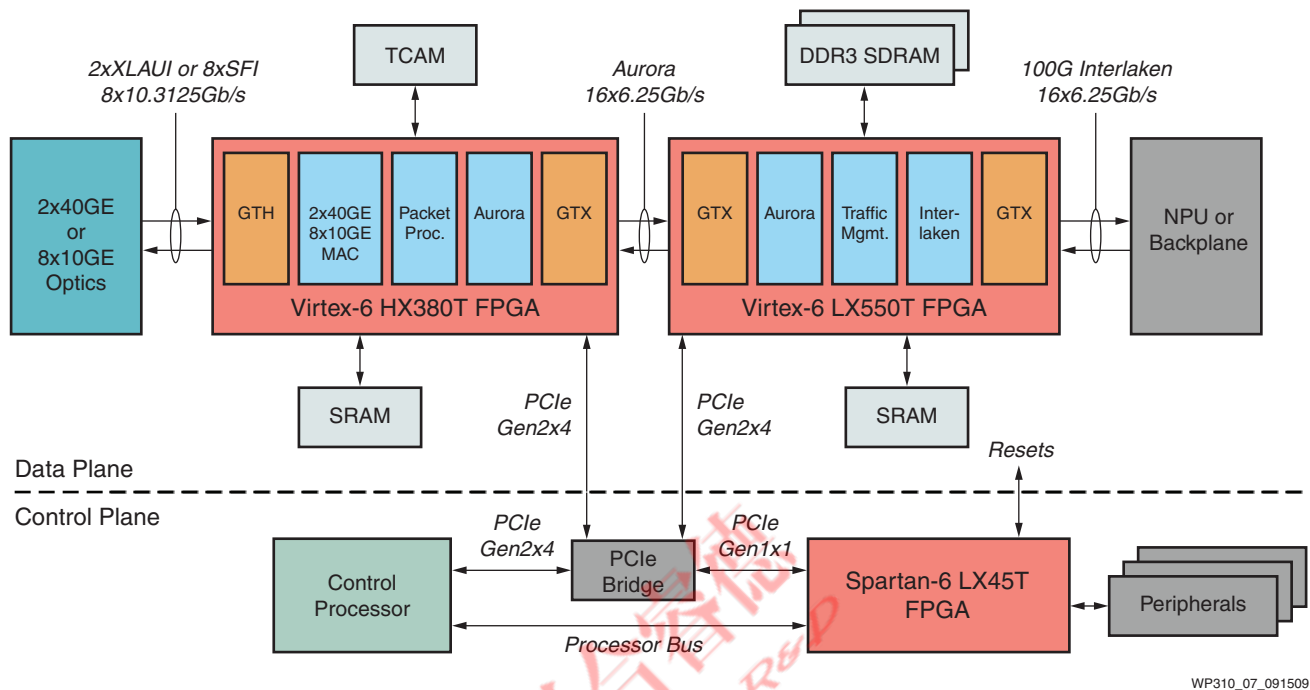 2xXLAUI or 8xSFI
8x10.3125Gb/s
TCAM
Aurora
16x6.25Gb/s
DDR3 SDRAM
100G Interlaken
16x6.25Gb/s
2x40GE
or
8x10GE
Optics
GTH
2x40GE
8x10GE
MAC
Packet
Proc.
Aurora
GTX
Virtex-6 HX380T FPGA
GTX
Aurora
Traffic
Mgmt.
Inter-
laken
GTX
Virtex-6 LX550T FPGA
NPU or
Backplane
SRAM
PCIe
Gen2x4
PCIe
Gen2x4
SRAM
Resets
Data Plane
Control Plane
Control
Processor
PCIe
Gen2x4
PCIe
Bridge
PCIe
Gen1x1
Spartan-6 LX45T
FPGA
Peripherals
Processor Bus
睿德
R&D
WP310_07_091509